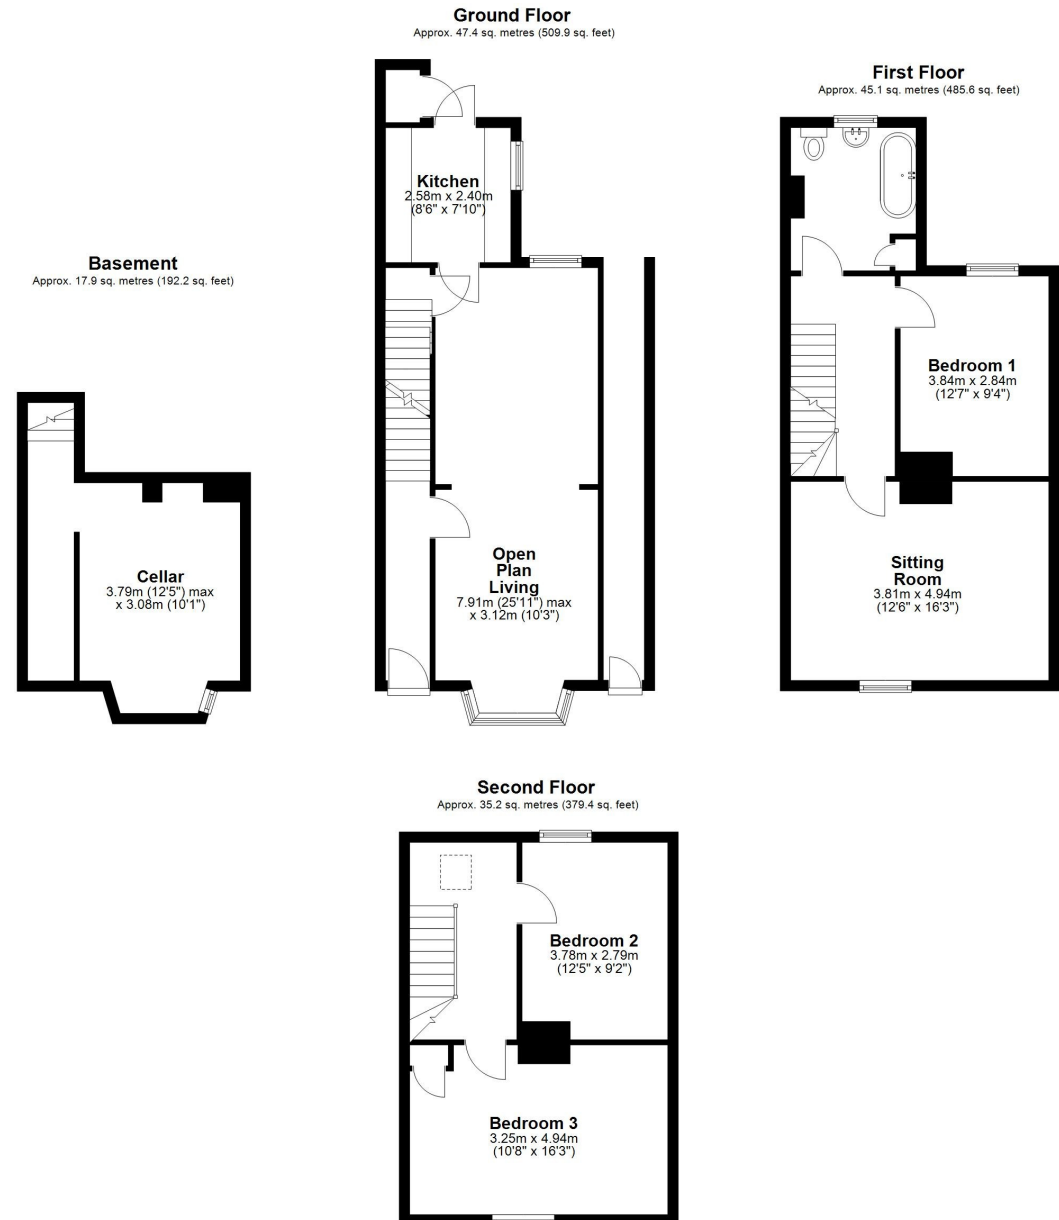 Ground Floor
Approx. 47.4 sq. metres (509.9 sq. feet)
First Floor
Approx. 45.1 sq. metres (485.6 sq. feet)
Kitchen
2.58m x 2.40m
(8'6" x 7'10")
Basement
Approx. 17.9 sq. metres (192.2 sq. feet)
Bedroom 1
3.84m x 2.84m
(12'7" x 9'4")
Cellar
3.79m (12'5") max
x 3.08m (10'1")
Open
Plan
Living
7.91m (25'11") max
x 3.12m (10'3")
Sitting
Room
3.81m x 4.94m
(12'6" x 16'3")
Second Floor
Approx. 35.2 sq. metres (379.4 sq. feet)
Bedroom 2
3.78m x 2.79m
(12'5" x 9'2")
Bedroom 3
3.25m x 4.94m
(10'8" x 16'3")